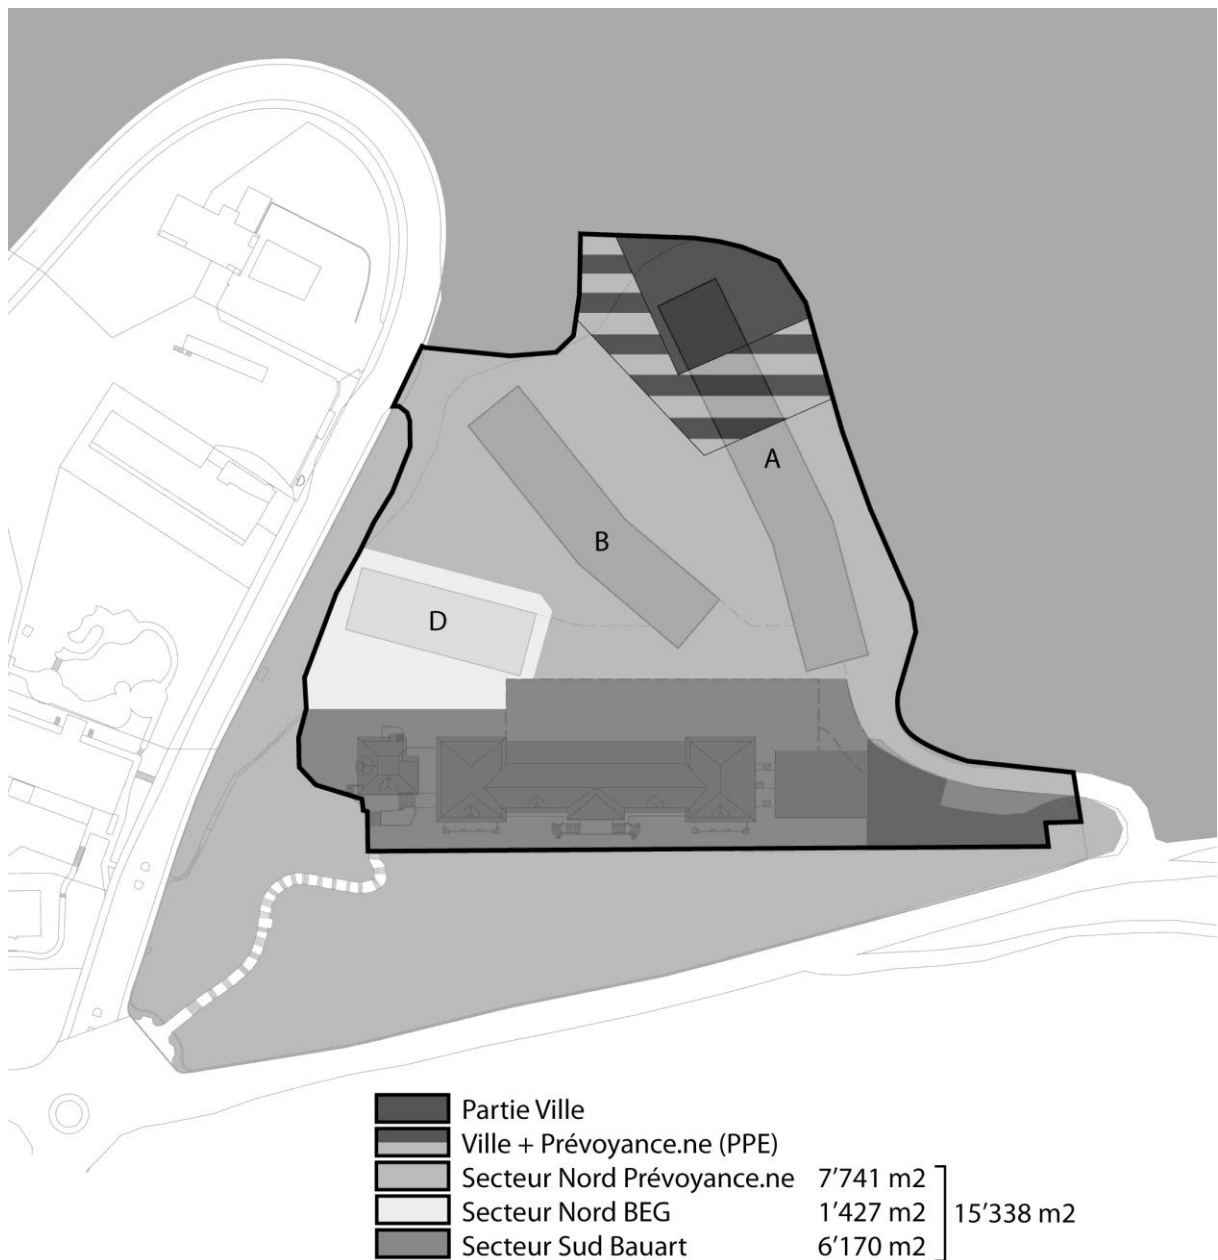 A
B
D
Partie Ville
Ville + Prévoyance.ne (PPE)
Secteur Nord Prévoyance.ne 7’741 m2
Secteur Nord BEG 1’427 m2 15’338 m2
Secteur Sud Bauart 6’170 m2